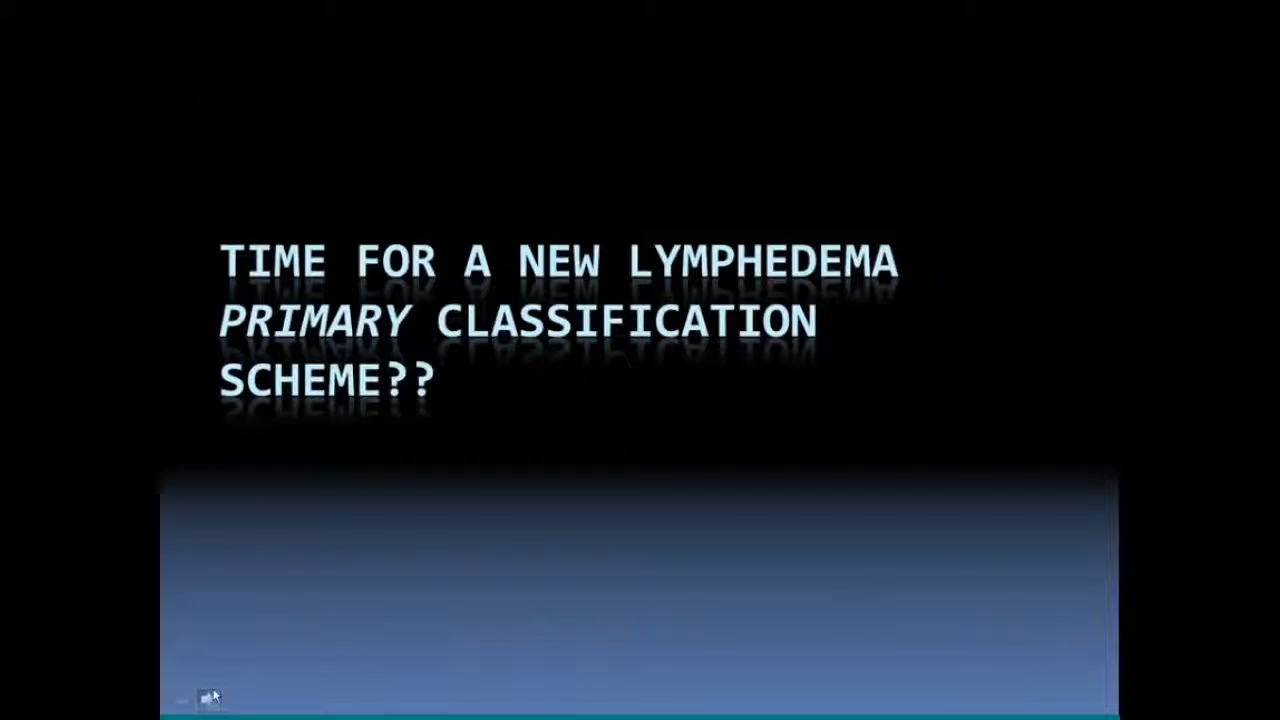 TIME FOR A NEW LYMPHEDEMA
PRIMARY CLASSIFICATION
SCHEME??